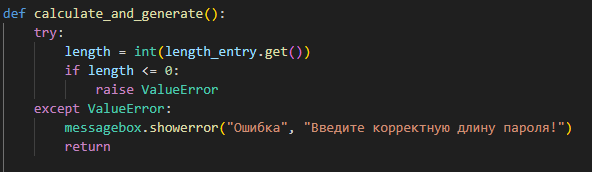 def calculate_and_generate():
    try:
        length = int(length_entry.get())
        if length <= 0:
            raise ValueError
    except ValueError:
        messagebox.showerror("Ошибка", "Введите корректную длину пароля!")
        return